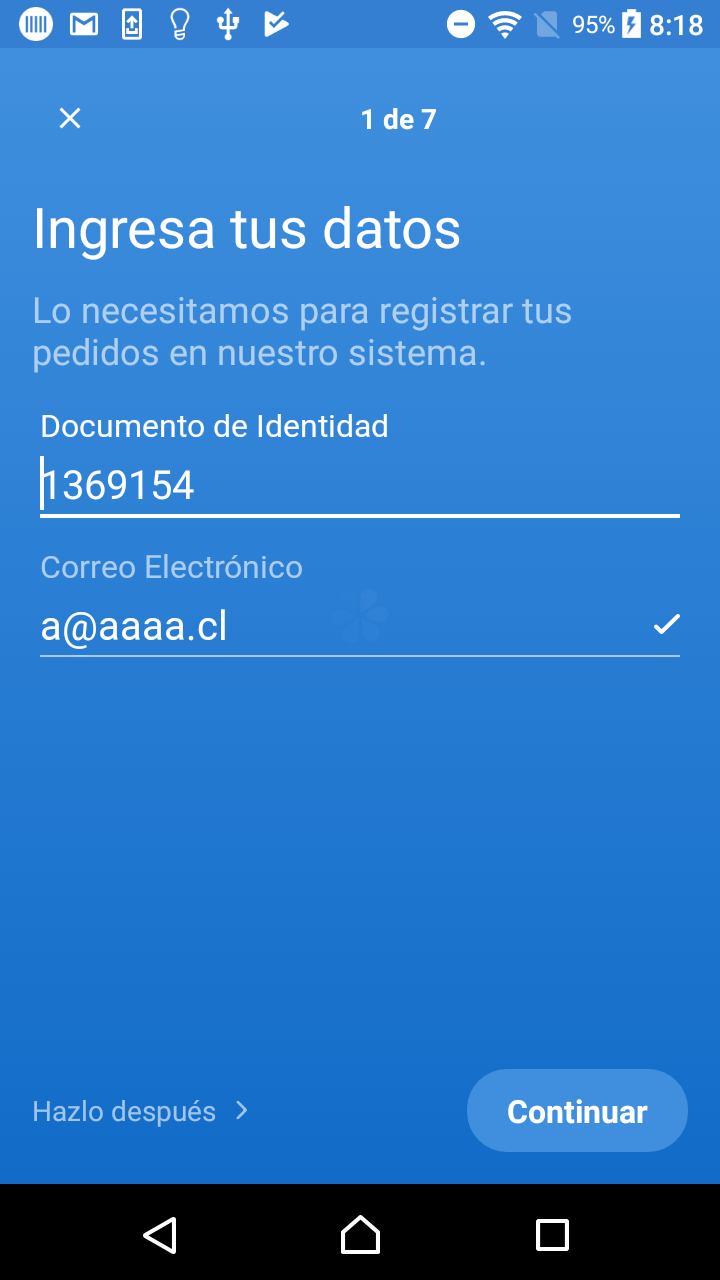 95% 8:18
1 de 7
Ingresa tus datos
Lo necesitamos para registrar tus
pedidos en nuestro sistema.
Documento de Identidad
1369154
Correo Electrónico
a@aaaa.cl
Hazlo después
Continuar